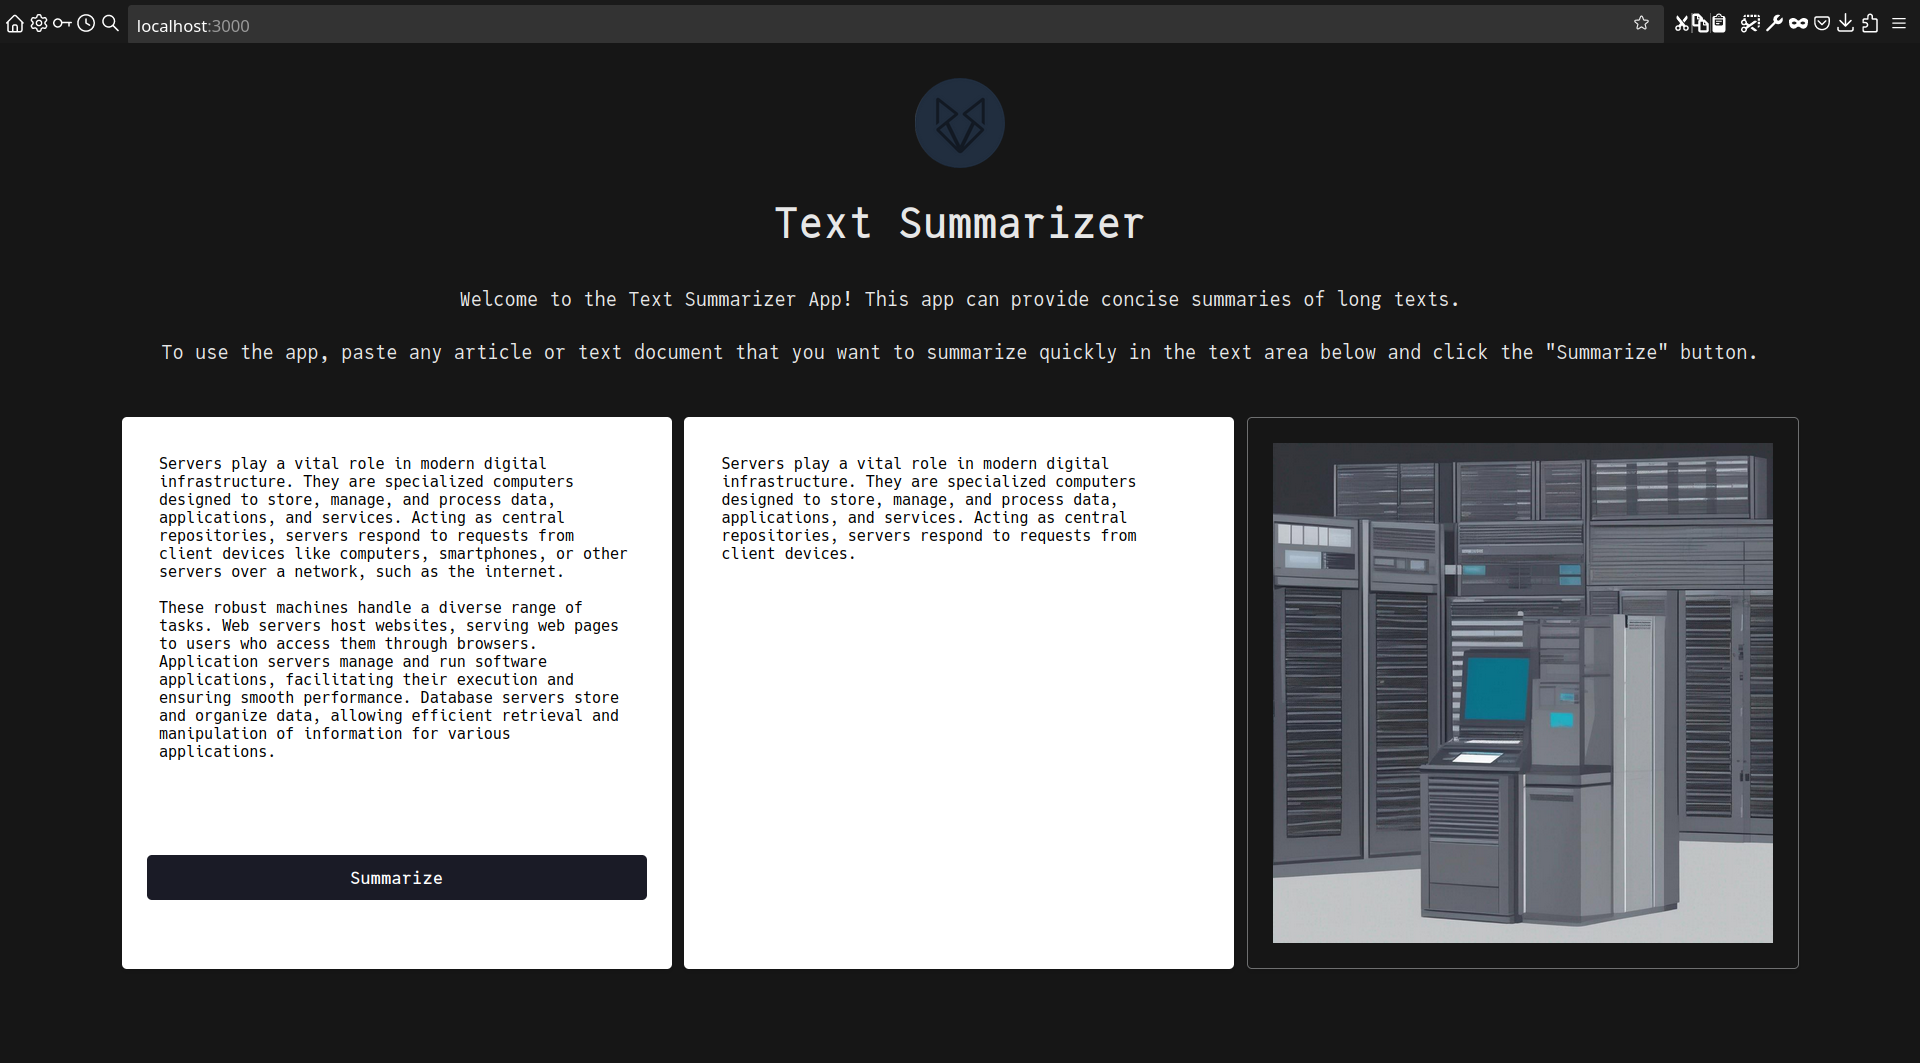 localhost:3000
Text Summarizer
Welcome to the Text Summarizer App! This app can provide concise summaries of long texts.
To use the app, paste any article or text document that you want to summarize quickly in the text area below and click the "Summarize" button.
Servers play a vital role in modern digital
infrastructure. They are specialized computers
designed to store, manage, and process data,
applications, and services. Acting as central
repositories, servers respond to requests from
client devices like computers, smartphones, or other
servers over a network, such as the internet.
These robust machines handle a diverse range of
tasks. Web servers host websites, serving web pages
to users who access them through browsers.
Application servers manage and run software
applications, facilitating their execution and
ensuring smooth performance. Database servers store
and organize data, allowing efficient retrieval and
manipulation of information for various
applications.
Summarize
Servers play a vital role in modern digital
infrastructure. They are specialized computers
designed to store, manage, and process data,
applications, and services. Acting as central
repositories, servers respond to requests from
client devices.